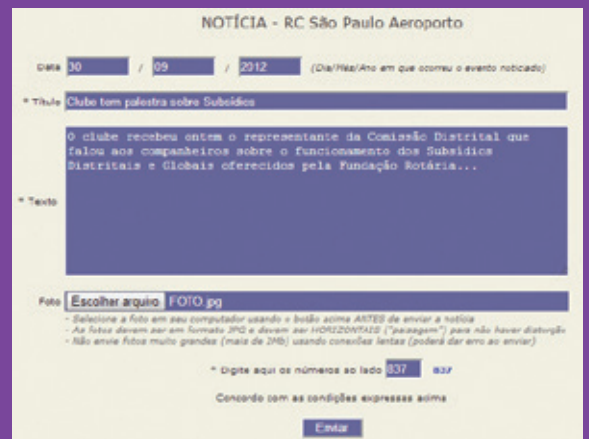 NOTÍCIA - RC São Paulo Aeroporto
Data 30 / 09 / 2012 (Dia/Mês/Ano em que ocorreu o evento noticiado)
* Título Clube tem palestra sobre Subsídios
O clube recebeu ontem o representante da Comissão Distrital que
falou aos companheiros sobre o funcionamento dos Subsídios
Distritais e Globais oferecidos pela Fundação Rotária...
* Texto
Foto Escolher arquivo FOTO.jpg
- Selecione a foto em seu computador usando o botão acima ANTES de enviar a notícia
- As fotos devem ser em formato JPG e devem ser HORIZONTAIS ("paisagem") para não haver distorção
- Não envie fotos muito grandes (mais de 2Mb) usando conexões lentas (poderá dar erro ao enviar)
* Digite aqui os números ao lado 837 837
Concordo com as condições expressas acima
Enviar